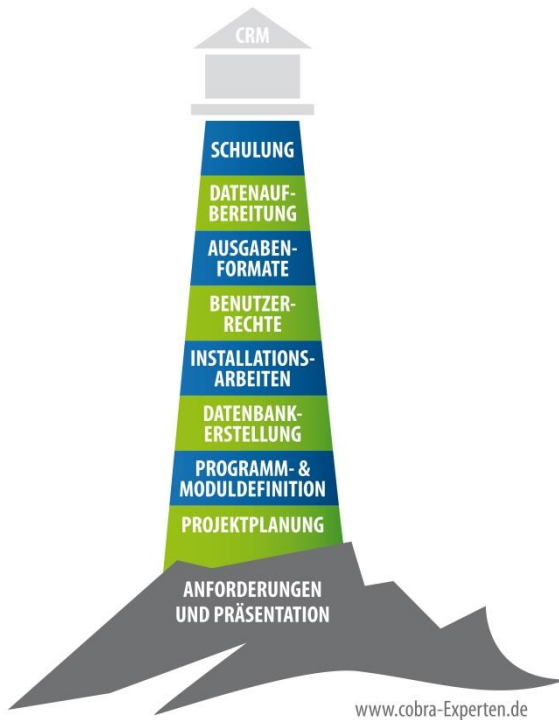 CRM
SCHULUNG
DATENAUF-
BEREITUNG
AUSGABEN-
FORMATE
BENUTZER-
RECHTE
INSTALLATIONS-
ARBEITEN
DATENBANK-
ERSTELLUNG
PROGRAMM- &
MODULDEFINITION
PROJEKTPLANUNG
ANFORDERUNGEN
UND PRÄSENTATION
www.cobra-Experten.de